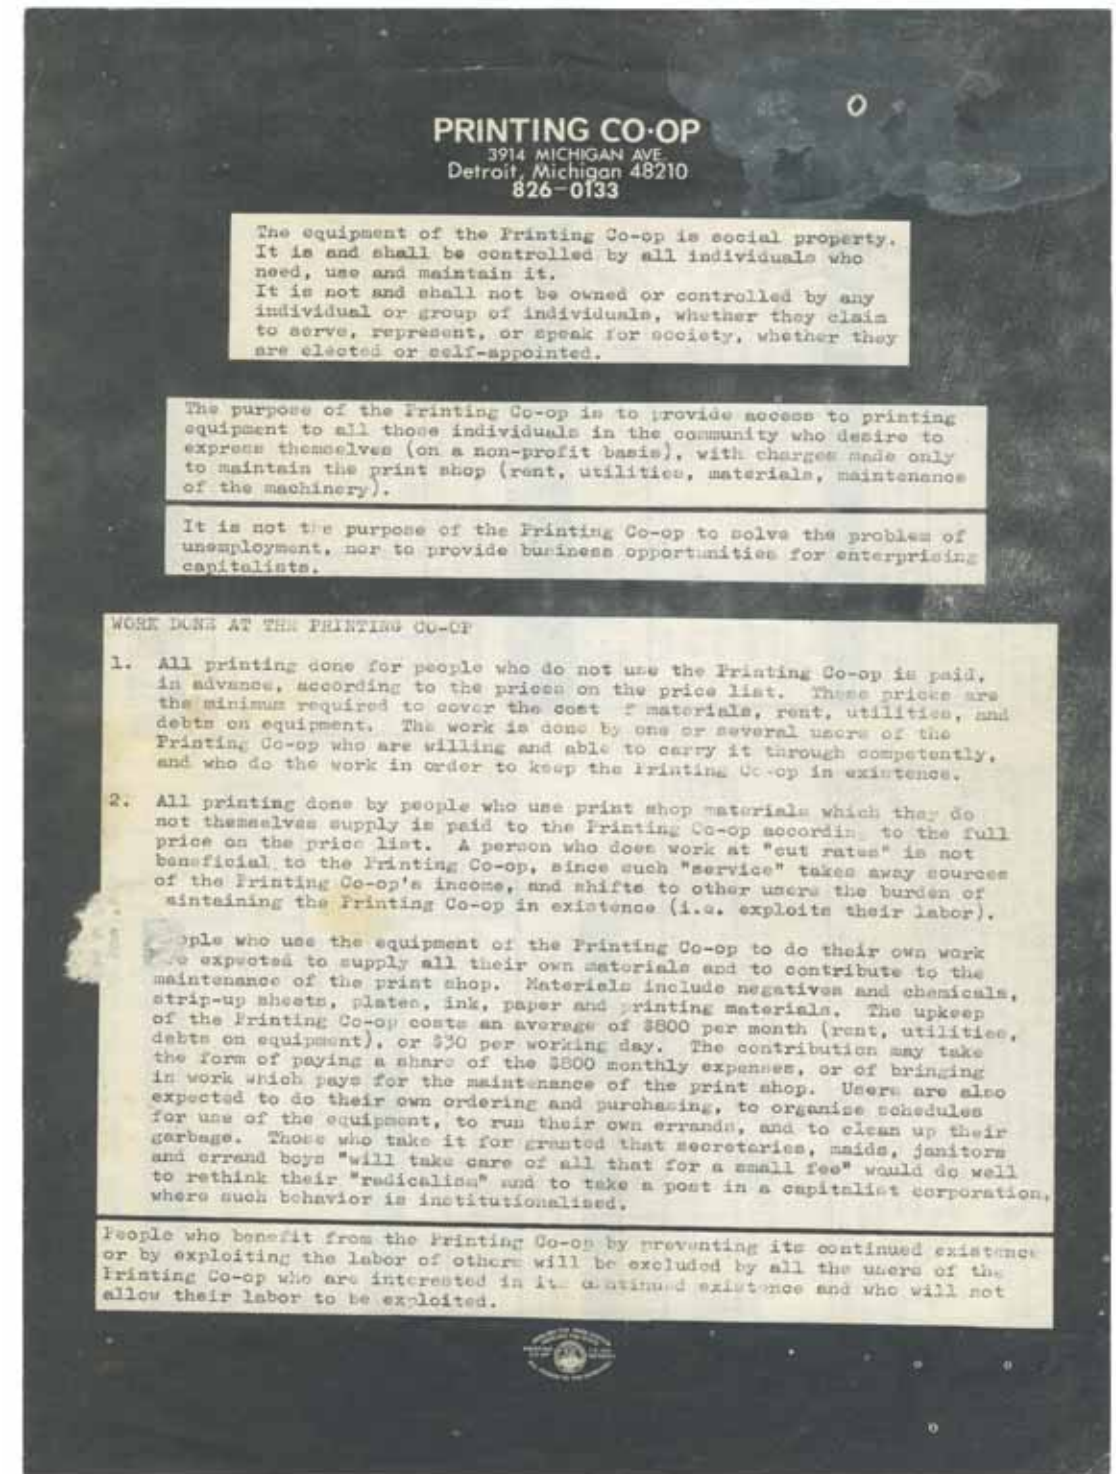 PRINTING CO·OP
3914 MICHIGAN AVE.
Detroit, Michigan 48210
826-0133
The equipment of the Printing Co-op is social property.
It is and shall be controlled by all individuals who
need, use and maintain it.
It is not and shall not be owned or controlled by any
individual or group of individuals, whether they claim
to serve, represent, or speak for society, whether they
are elected or self-appointed.
The purpose of the Printing Co-op is to provide access to printing
equipment to all those individuals in the community who desire to
express themselves (on a non-profit basis), with charges made only
to maintain the print shop (rent, utilities, materials, maintenance
of the machinery).
It is not the purpose of the Printing Co-op to solve the problem of
unemployment, nor to provide business opportunities for enterprising
capitalists.
WORK DONE AT THE PRINTING CO-OP
1. All printing done for people who do not use the Printing Co-op is paid,
in advance, according to the prices on the price list. These prices are
the minimum required to cover the cost f materials, rent, utilities, and
debts on equipment. The work is done by one or several users of the
Printing Co-op who are willing and able to carry it through competently,
and who do the work in order to keep the Printing Co-op in existence.
2. All printing done by people who use print shop materials which they do
not themselves supply is paid to the Printing Co-op according to the full
price on the price list. A person who does work at "cut rates" is not
beneficial to the Printing Co-op, since such "service" takes away sources
of the Printing Co-op's income, and shifts to other users the burden of
aintaining the Printing Co-op in existence (i.e. exploits their labor).
ople who use the equipment of the Printing Co-op to do their own work
re expected to supply all their own materials and to contribute to the
maintenance of the print shop. Materials include negatives and chemicals,
strip-up sheets, plates, ink, paper and printing materials. The upkeep
of the Printing Co-op costs an average of $800 per month (rent, utilities,
debts on equipment), or $30 per working day. The contribution may take
the form of paying a share of the $800 monthly expenses, or of bringing
in work which pays for the maintenance of the print shop. Users are also
expected to do their own ordering and purchasing, to organise schedules
for use of the equipment, to run their own errands, and to clean up their
garbage. Those who take it for granted that secretaries, maids, janitors
and errand boys "will take care of all that for a small fee" would do well
to rethink their "radicalism" and to take a post in a capitalist corporation,
where such behavior is institutionalised.
People who benefit from the Printing Co-op by preventing its continued existence
or by exploiting the labor of others will be excluded by all the users of the
Printing Co-op who are interested in its continued existence and who will not
allow their labor to be exploited.